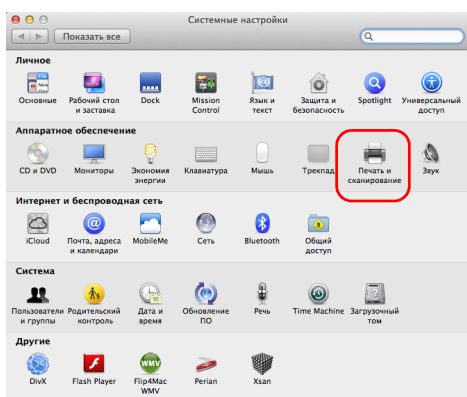 Системные настройки
Показать все
Личное
Основные
Рабочий стол и заставка
Dock
Mission Control
Язык и текст
Защита и безопасность
Spotlight
Универсальный доступ
Аппаратное обеспечение
CD и DVD
Мониторы
Экономия энергии
Клавиатура
Мышь
Трекпад
Печать и сканирование
Звук
Интернет и беспроводная сеть
iCloud
Почта, адреса и календари
MobileMe
Сеть
Bluetooth
Общий доступ
Система
Пользователи и группы
Родительский контроль
Дата и время
Обновление ПО
Речь
Time Machine
Загрузочный том
Другие
DivX
Flash Player
WMV
Flip4Mac WMV
Perian
Xsan